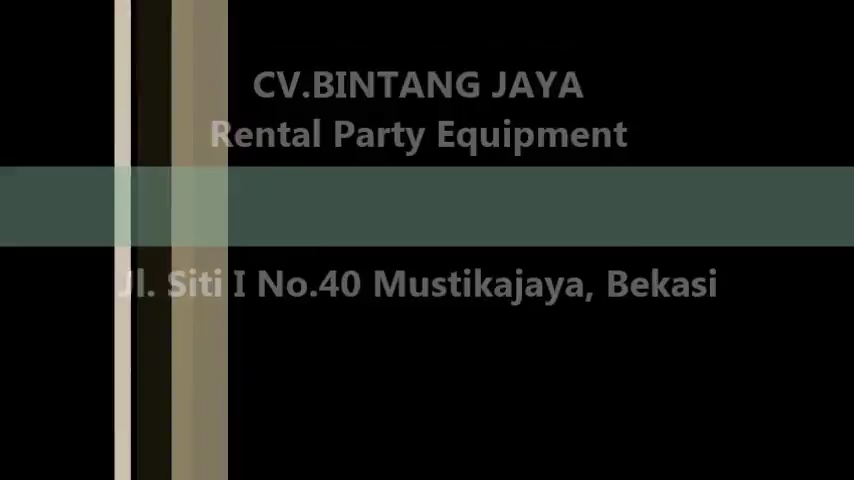 CV.BINTANG JAYA
Rental Party Equipment
Jl. Siti I No.40 Mustikajaya, Bekasi